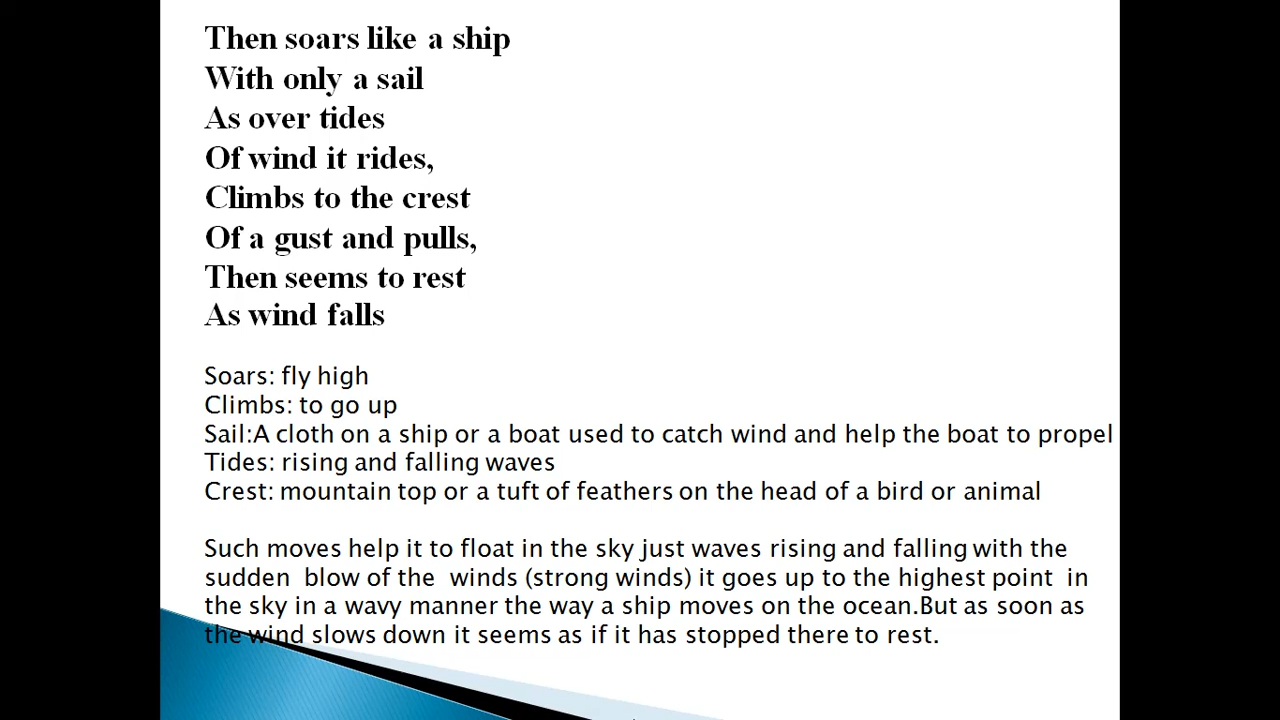 Then soars like a ship
With only a sail
As over tides
Of wind it rides,
Climbs to the crest
Of a gust and pulls,
Then seems to rest
As wind falls
Soars: fly high
Climbs: to go up
Sail:A cloth on a ship or a boat used to catch wind and help the boat to propel
Tides: rising and falling waves
Crest: mountain top or a tuft of feathers on the head of a bird or animal
Such moves help it to float in the sky just waves rising and falling with the
sudden  blow of the  winds (strong winds) it goes up to the highest point  in
the sky in a wavy manner the way a ship moves on the ocean.But as soon as
the wind slows down it seems as if it has stopped there to rest.